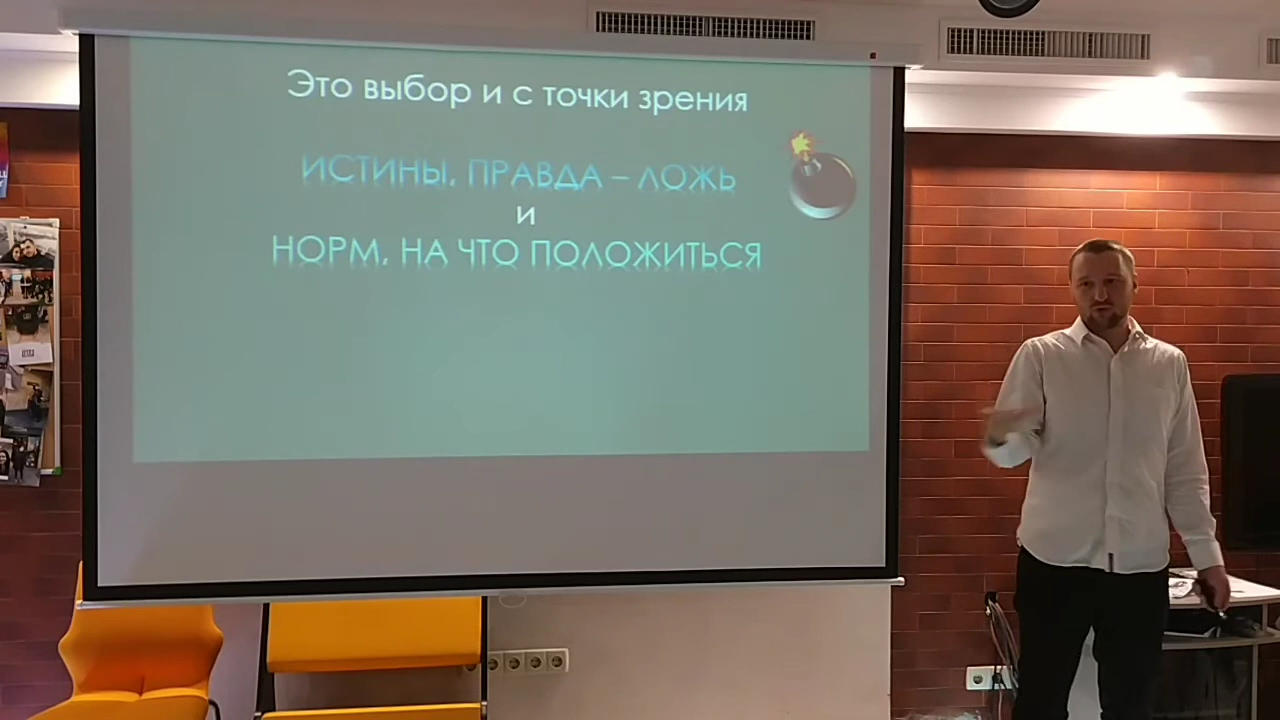 Это выбор и с точки зрения
ИСТИНЫ, ПРАВДА – ЛОЖЬ
и
НОРМ, НА ЧТО ПОЛОЖИТЬСЯ